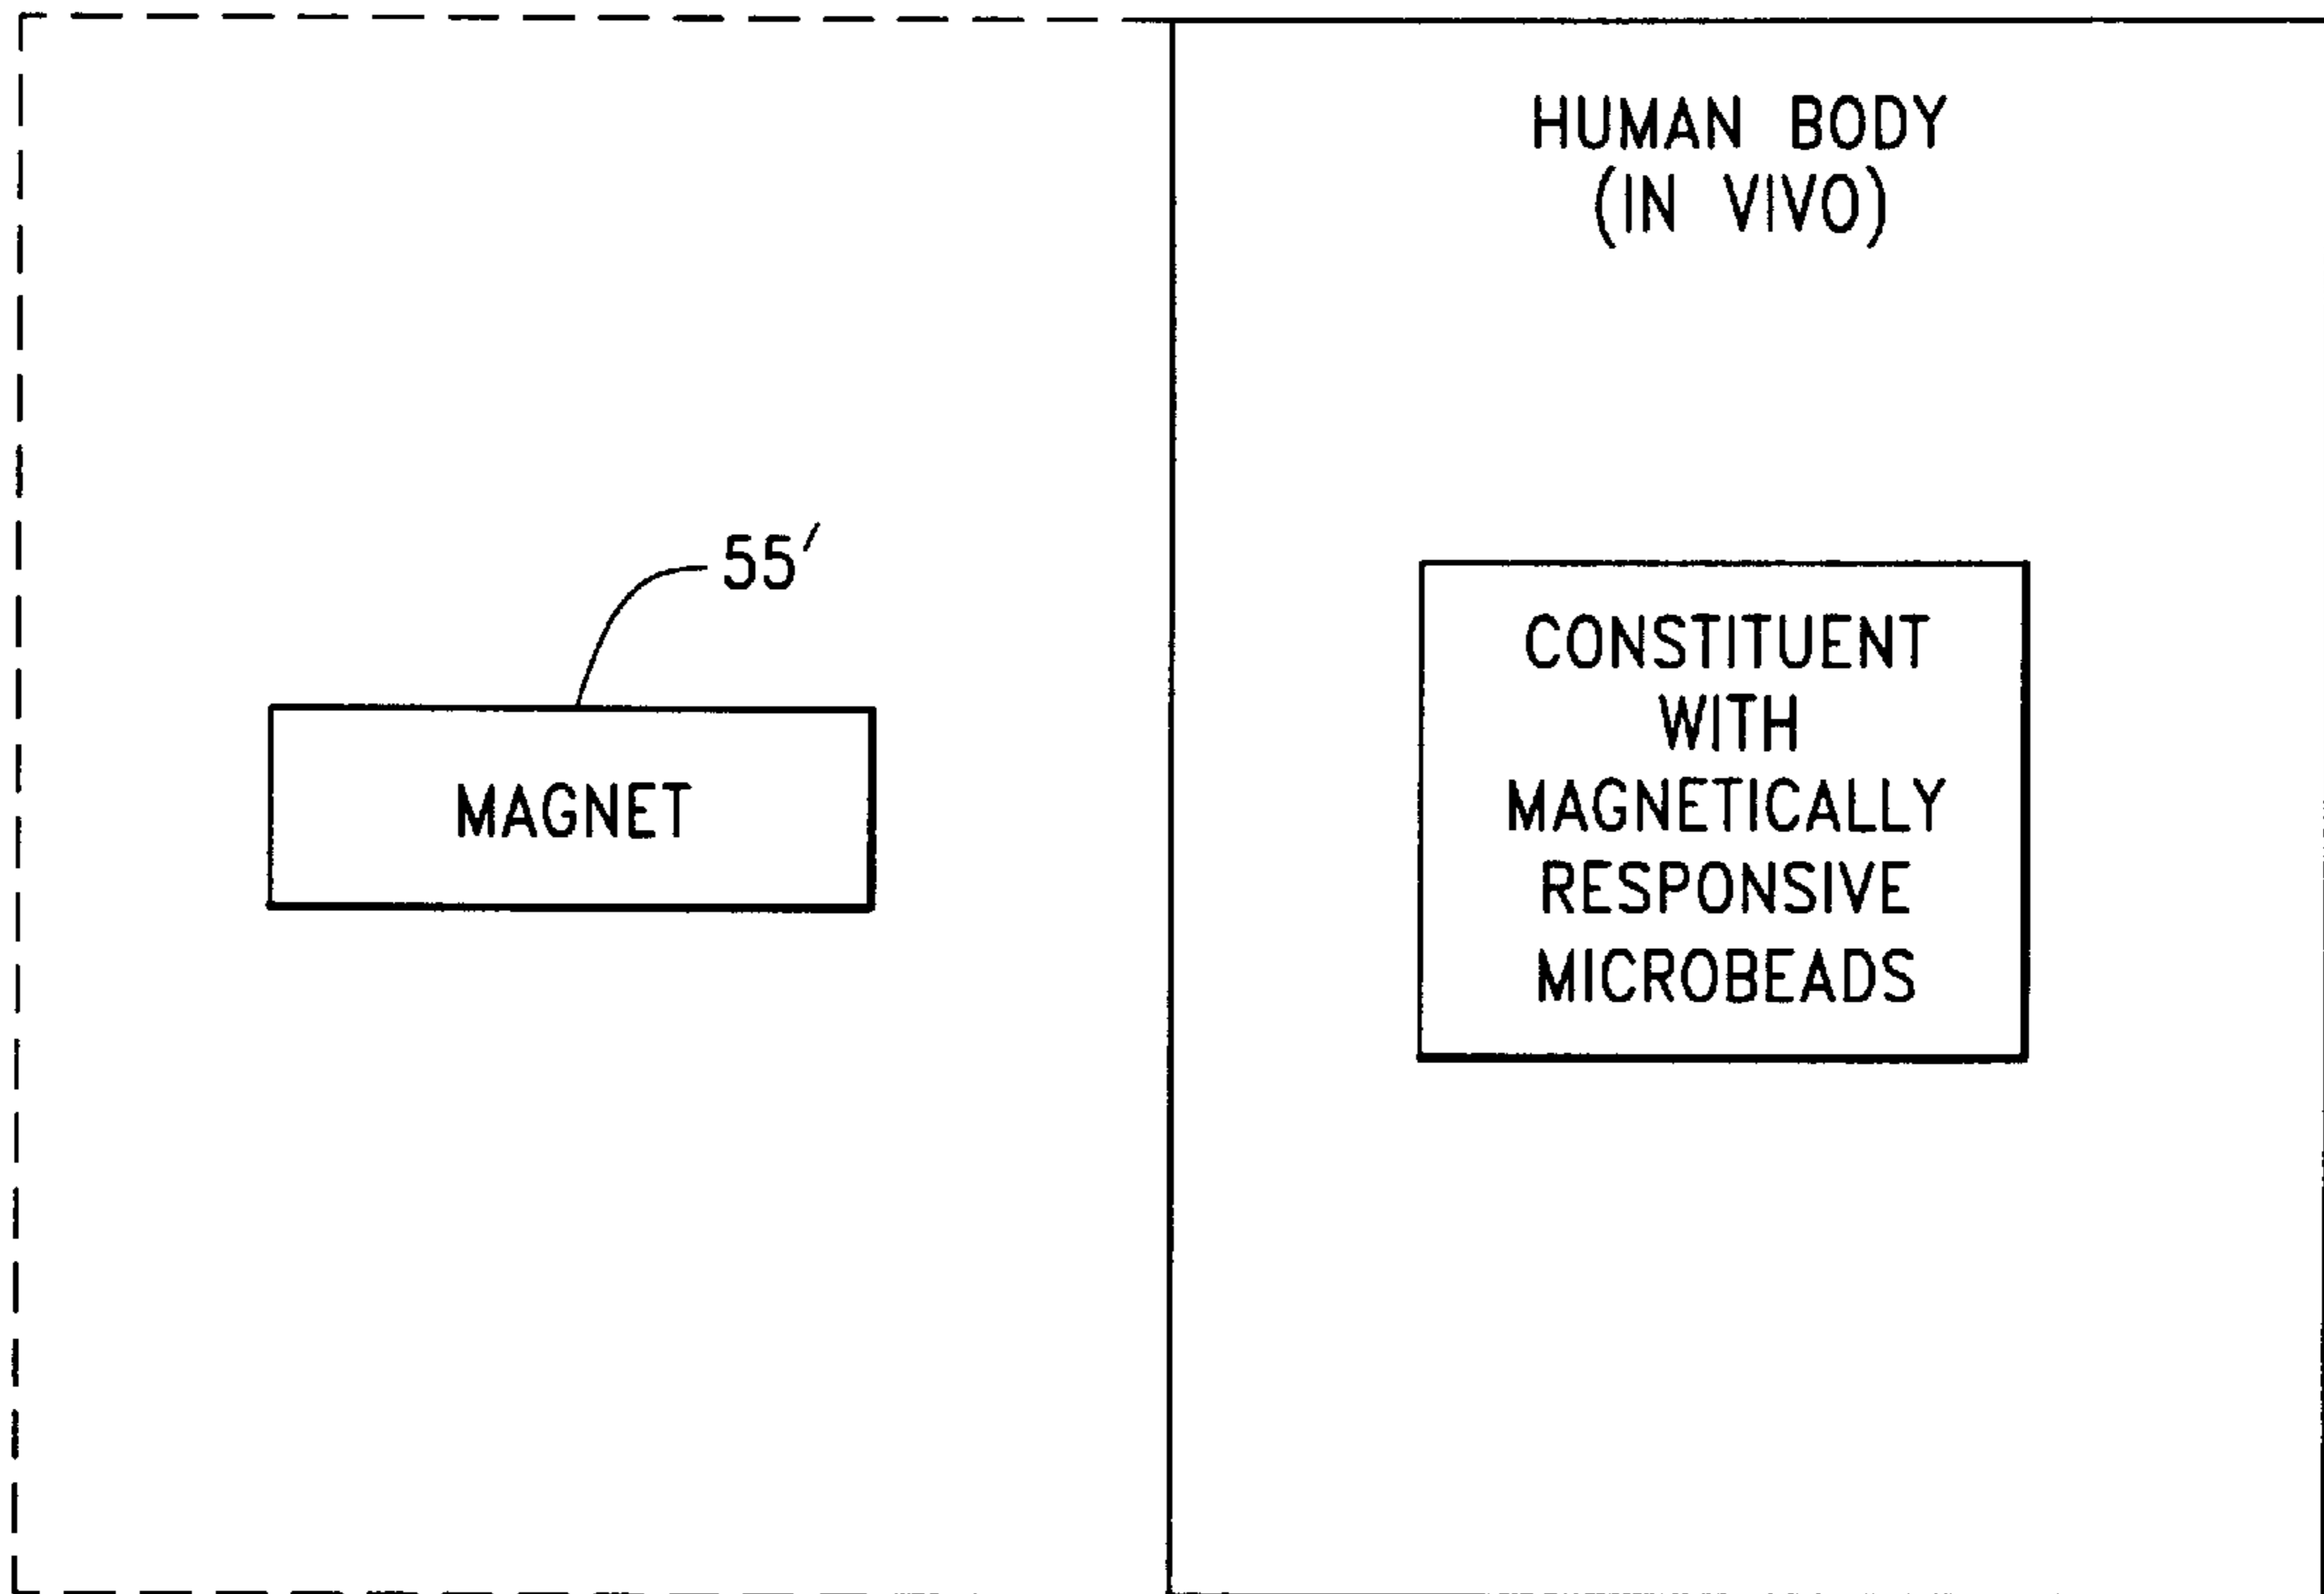 HUMAN BODY
(IN VIVO)
55′
MAGNET
CONSTITUENT
WITH
MAGNETICALLY
RESPONSIVE
MICROBEADS